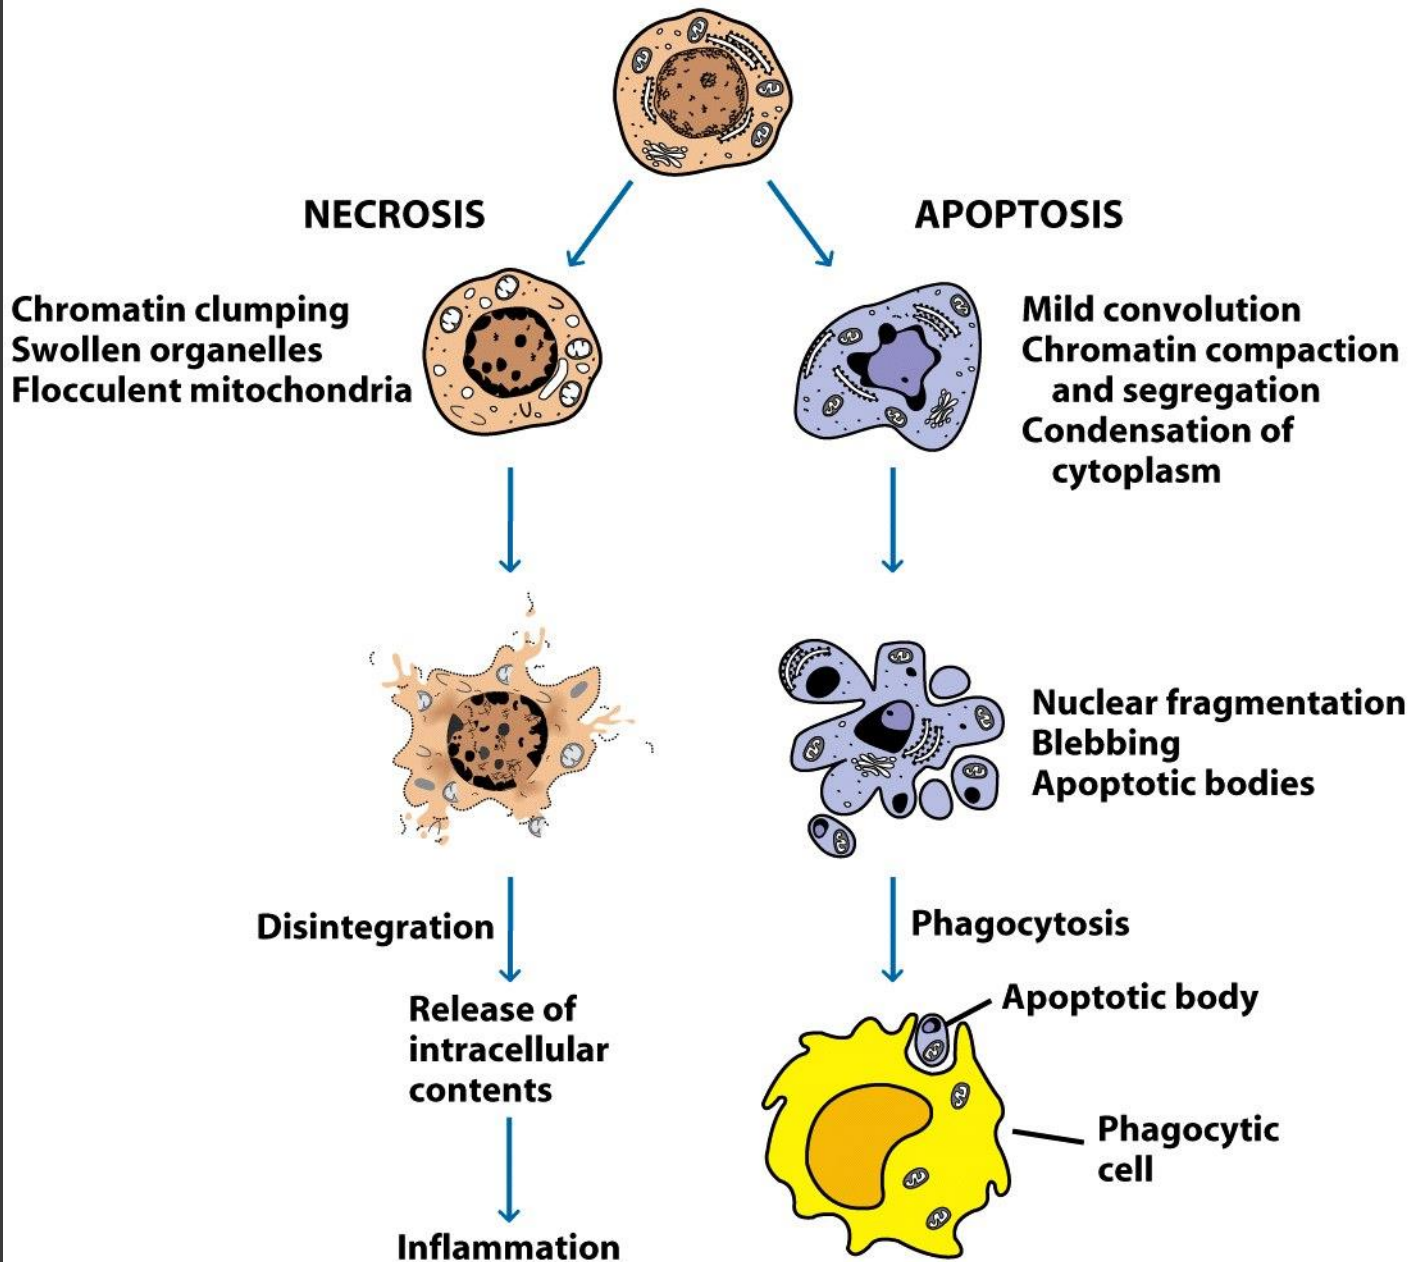 NECROSIS
APOPTOSIS
Chromatin clumping
Swollen organelles
Flocculent mitochondria
Mild convolution
Chromatin compaction
and segregation
Condensation of
cytoplasm
Nuclear fragmentation
Blebbing
Apoptotic bodies
Disintegration
Phagocytosis
Release of
intracellular
contents
Apoptotic body
Phagocytic
cell
Inflammation